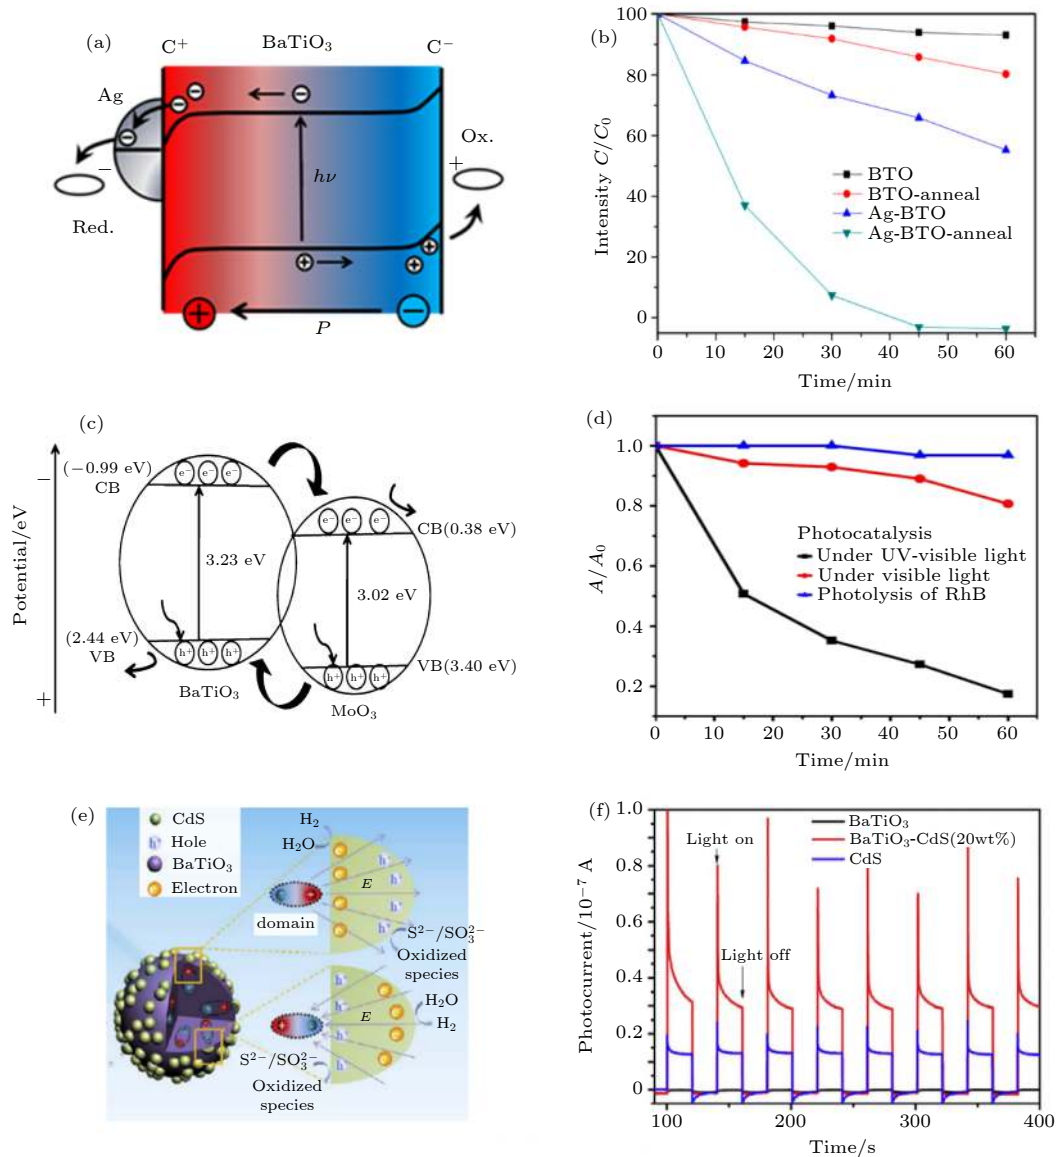 (a)
C⁺
BaTiO₃
C⁻
Ag
Ox.
+
−
hν
Red.
P
(b)
Intensity C/C₀
100
80
60
40
20
0
BTO
BTO-anneal
Ag-BTO
Ag-BTO-anneal
0 10 20 30 40 50 60
Time/min
(c)
Potential/eV
−
+
(−0.99 eV)
CB
e⁻ e⁻ e⁻
e⁻ e⁻ e⁻
CB(0.38 eV)
3.23 eV
3.02 eV
(2.44 eV)
VB
h⁺ h⁺ h⁺
h⁺ h⁺ h⁺
VB(3.40 eV)
BaTiO₃
MoO₃
(d)
A/A₀
1.0
0.8
0.6
0.4
0.2
Photocatalysis
Under UV-visible light
Under visible light
Photolysis of RhB
0 10 20 30 40 50 60
Time/min
(e)
CdS
h⁺ Hole
BaTiO₃
Electron
H₂
H₂O
E
h⁺ h⁺ h⁺ h⁺
domain
S²⁻/SO₃²⁻
Oxidized
species
h⁺ h⁺ h⁺ h⁺
E
H₂O
H₂
S²⁻/SO₃²⁻
Oxidized
species
(f)
Photocurrent/10⁻⁷ A
1.0
0.8
0.6
0.4
0.2
0
BaTiO₃
BaTiO₃-CdS(20wt%)
CdS
Light on
Light off
100 200 300 400
Time/s